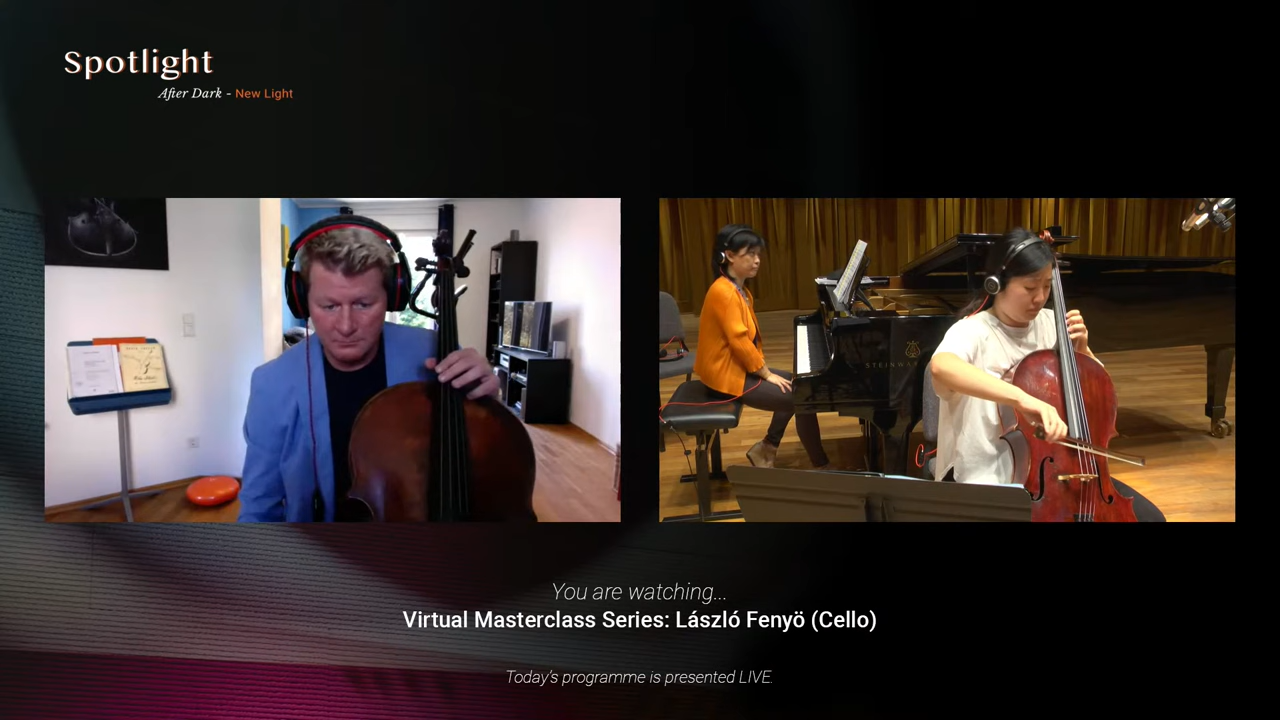 Spotlight
After Dark - New Light
STEINWAY
You are watching...
Virtual Masterclass Series: László Fenyö (Cello)
Today's programme is presented LIVE.